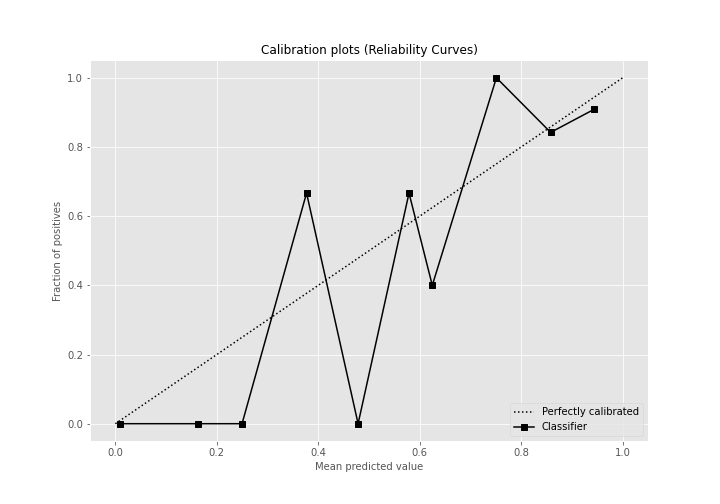 Calibration plots (Reliability Curves)
1.0
0.8
0.6
0.4
0.2
0.0
Fraction of positives
0.0 0.2 0.4 0.6 0.8 1.0
Mean predicted value
Perfectly calibrated
Classifier